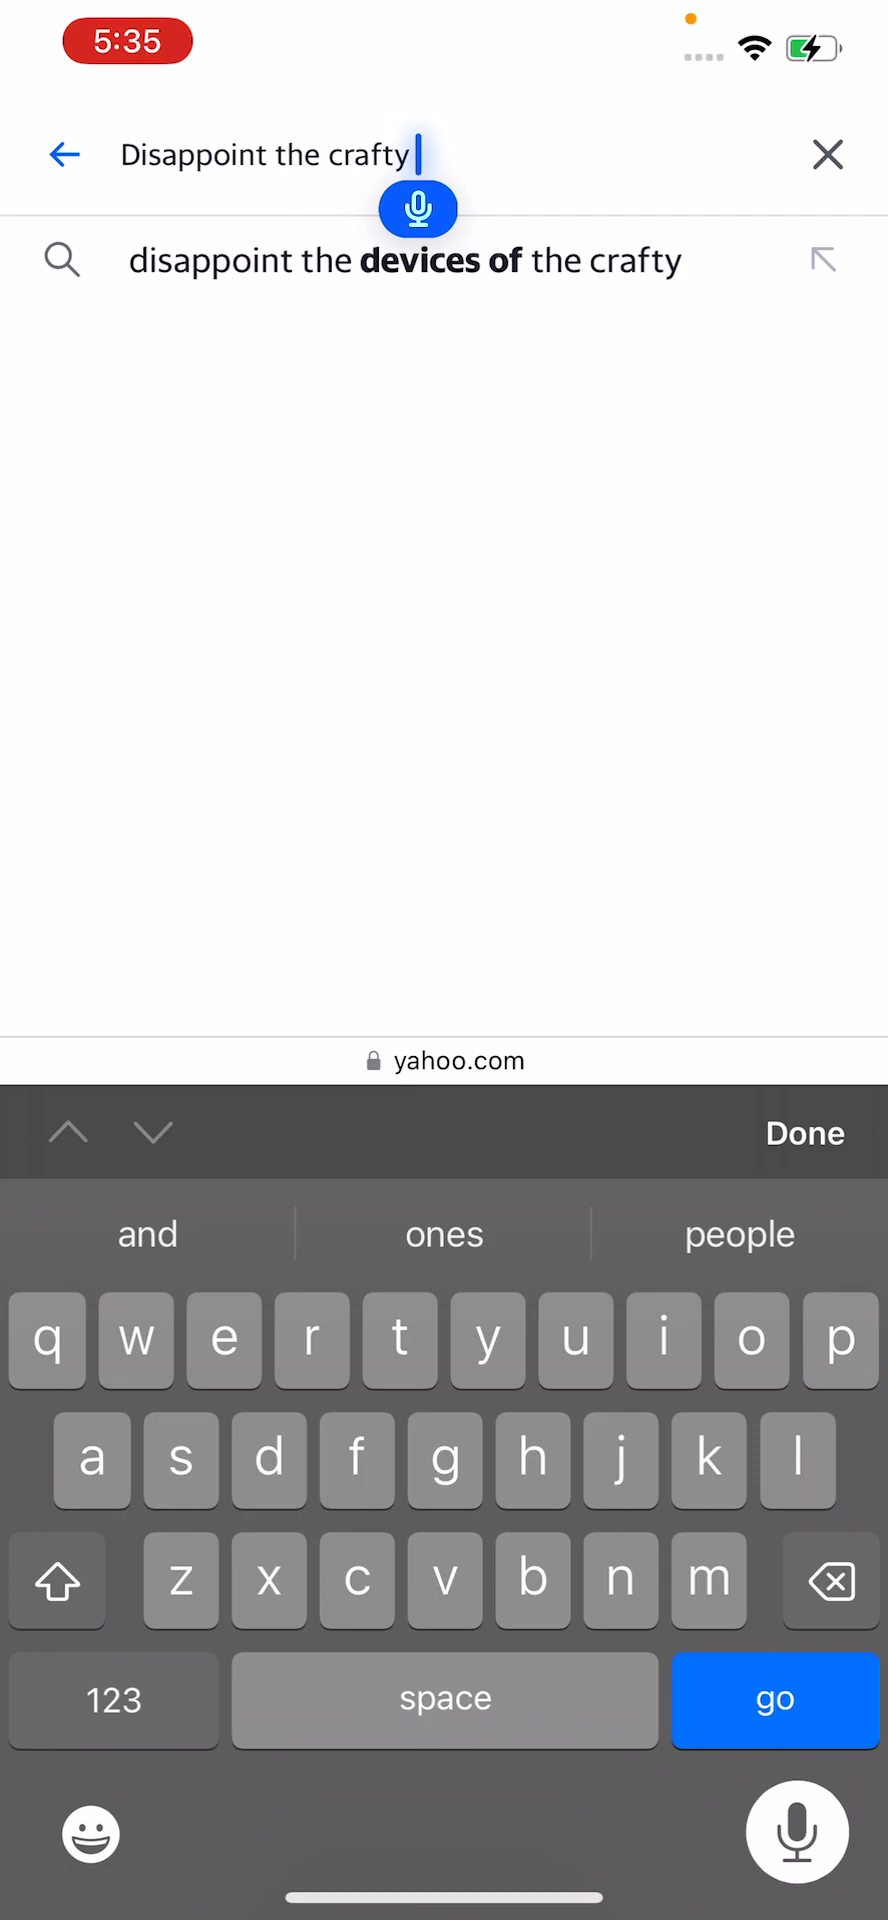 5:35
Disappoint the crafty
disappoint the devices of the crafty
yahoo.com
Done
and ones people
q w e r t y u i o p
a s d f g h j k l
z x c v b n m
123 space go